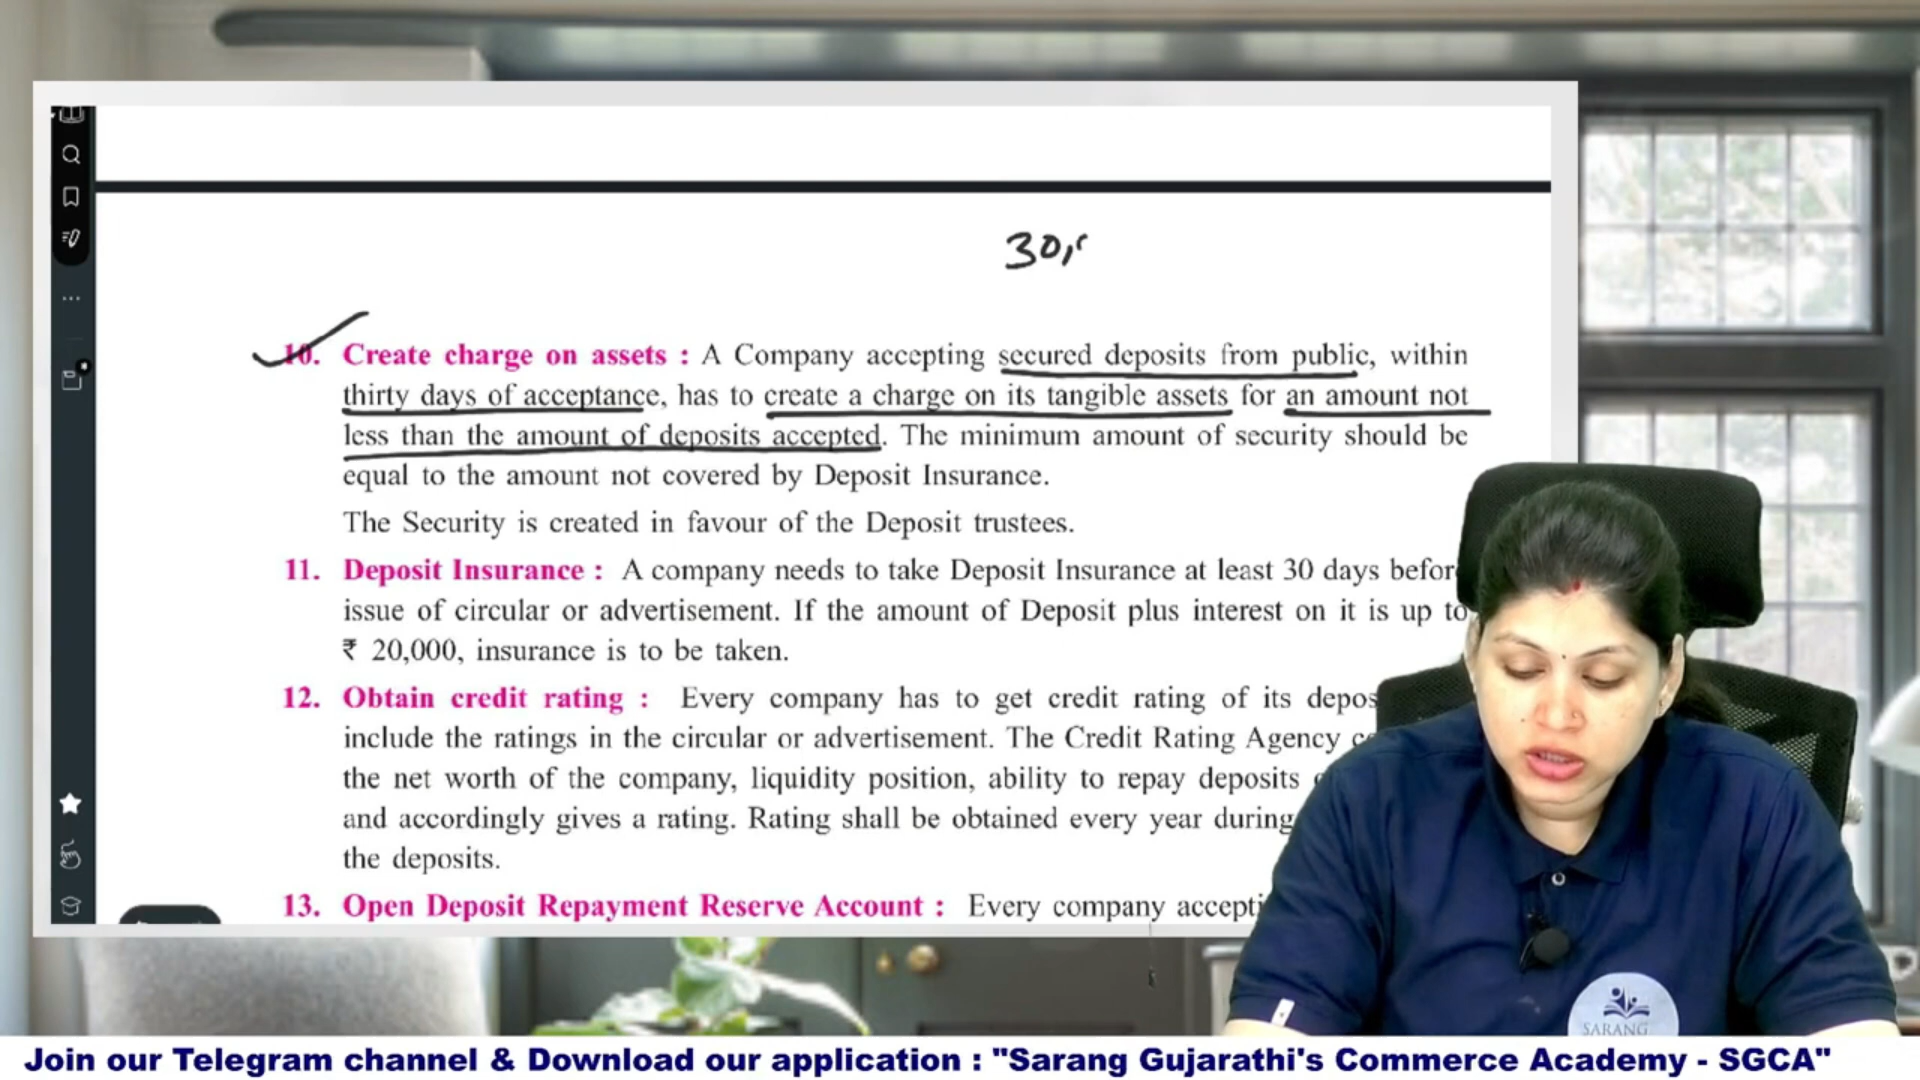 30,
10. Create charge on assets : A Company accepting secured deposits from public, within
thirty days of acceptance, has to create a charge on its tangible assets for an amount not
less than the amount of deposits accepted. The minimum amount of security should be
equal to the amount not covered by Deposit Insurance.
The Security is created in favour of the Deposit trustees.
11. Deposit Insurance : A company needs to take Deposit Insurance at least 30 days befor
issue of circular or advertisement. If the amount of Deposit plus interest on it is up to
₹ 20,000, insurance is to be taken.
12. Obtain credit rating : Every company has to get credit rating of its depos
include the ratings in the circular or advertisement. The Credit Rating Agency
the net worth of the company, liquidity position, ability to repay deposits
and accordingly gives a rating. Rating shall be obtained every year during
the deposits.
13. Open Deposit Repayment Reserve Account : Every company accepti
SARANG
Join our Telegram channel & Download our application : "Sarang Gujarathi's Commerce Academy - SGCA"